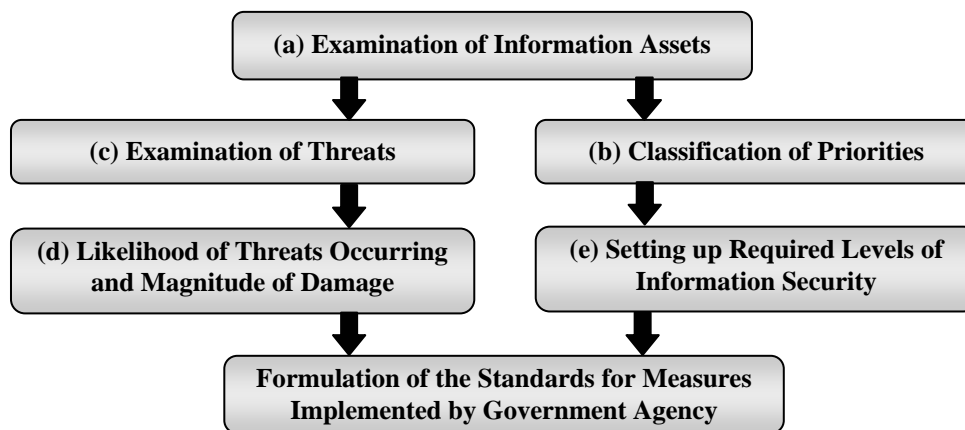 (a) Examination of Information Assets
(c) Examination of Threats
(b) Classification of Priorities
(d) Likelihood of Threats Occurring
and Magnitude of Damage
(e) Setting up Required Levels of
Information Security
Formulation of the Standards for Measures
Implemented by Government Agency